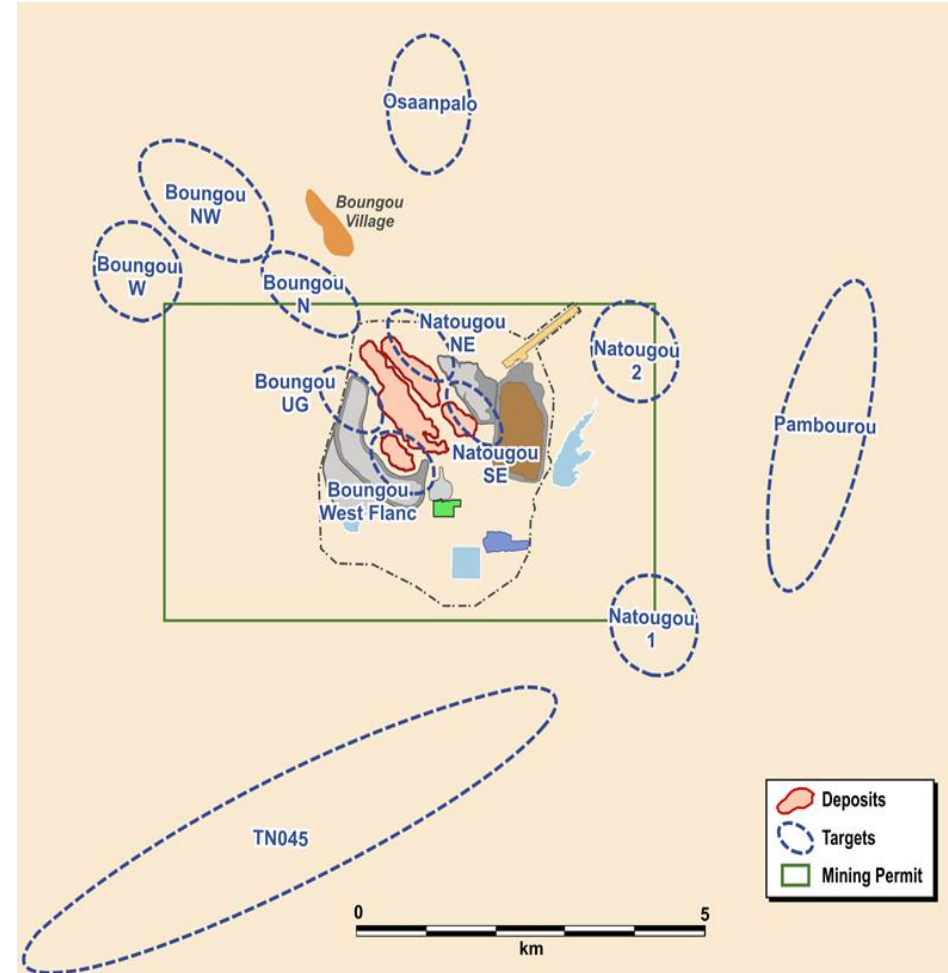 Osaanpalo
Boungou
NW
Boungou
Village
Boungou
W
Boungou
N
Natougou
NE
Natougou
2
Boungou
UG
Pambourou
Natougou
SE
Boungou
West Flanc
Natougou
1
TN045
Deposits
Targets
Mining Permit
0
5
km